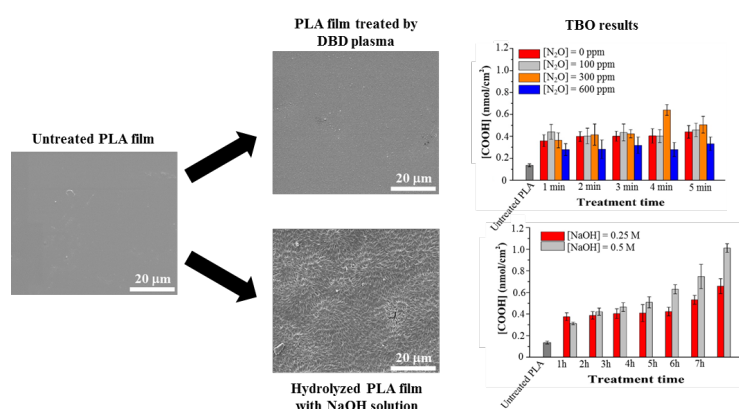 PLA film treated by
DBD plasma
TBO results
Untreated PLA film
20 µm
20 µm
20 µm
Hydrolyzed PLA film
with NaOH solution
[COOH] (nmol/cm²)
1.2
1.0
0.8
0.6
0.4
0.2
0.0
[N₂O] = 0 ppm
[N₂O] = 100 ppm
[N₂O] = 300 ppm
[N₂O] = 600 ppm
Untreated PLA
1 min 2 min 3 min 4 min 5 min
Treatment time
[COOH] (nmol/cm²)
1.2
1.0
0.8
0.6
0.4
0.2
0.0
[NaOH] = 0.25 M
[NaOH] = 0.5 M
Untreated PLA
1h 2h 3h 4h 5h 6h 7h
Treatment time